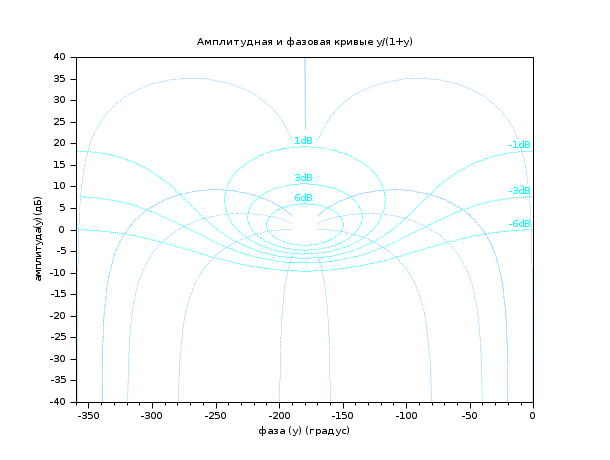 Амплитудная и фазовая кривые y/(1+y)
40
35
30
25
20
15
10
5
0
-5
-10
-15
-20
-25
-30
-35
-40
амплитуда(y) (дБ)
1dB
3dB
6dB
-1dB
-3dB
-6dB
-350
-300
-250
-200
-150
-100
-50
0
фаза (y) (градус)